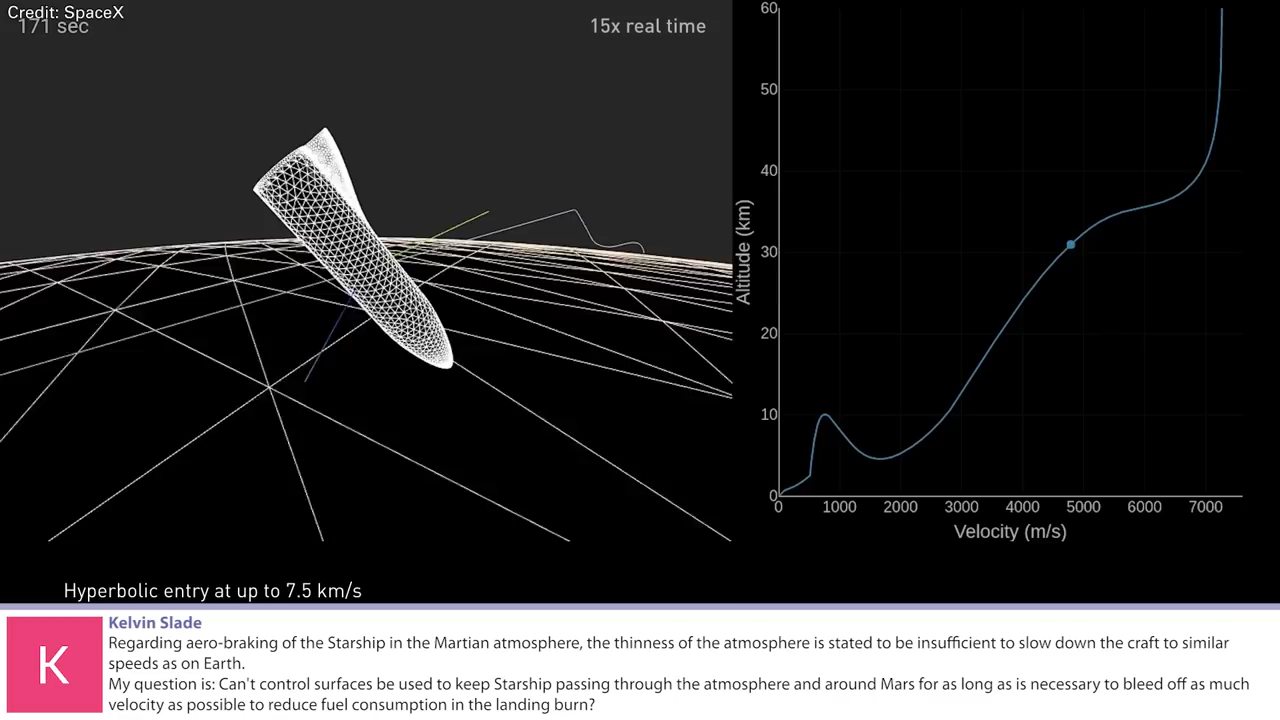 Credit: SpaceX
171 sec
15x real time
60
50
40
30
20
10
0
Altitude (km)
0 1000 2000 3000 4000 5000 6000 7000
Velocity (m/s)
Hyperbolic entry at up to 7.5 km/s
K
Kelvin Slade
Regarding aero-braking of the Starship in the Martian atmosphere, the thinness of the atmosphere is stated to be insufficient to slow down the craft to similar
speeds as on Earth.
My question is: Can't control surfaces be used to keep Starship passing through the atmosphere and around Mars for as long as is necessary to bleed off as much
velocity as possible to reduce fuel consumption in the landing burn?